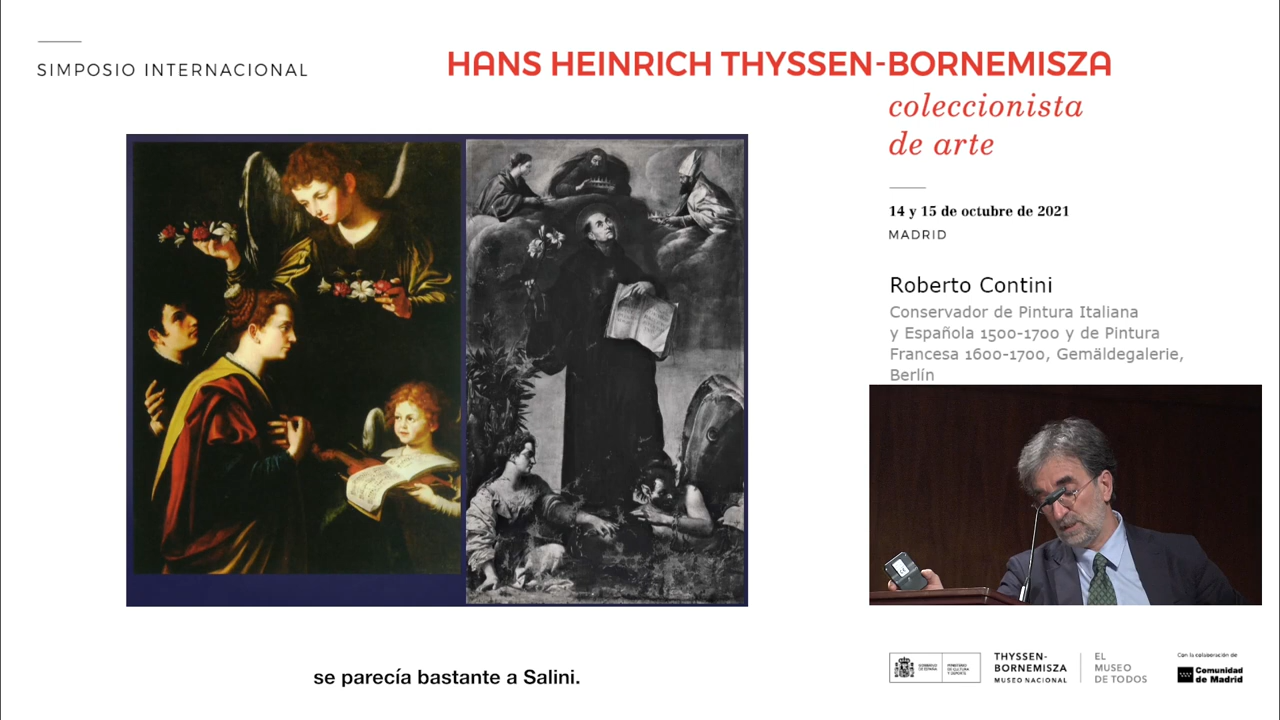 SIMPOSIO INTERNACIONAL
HANS HEINRICH THYSSEN-BORNEMISZA
coleccionista
de arte
14 y 15 de octubre de 2021
MADRID
Roberto Contini
Conservador de Pintura Italiana
y Española 1500-1700 y de Pintura
Francesa 1600-1700, Gemäldegalerie,
Berlín
se parecía bastante a Salini.
GOBIERNO
DE ESPAÑA
MINISTERIO
DE CULTURA
Y DEPORTE
THYSSEN-
BORNEMISZA
MUSEO NACIONAL
EL
MUSEO
DE TODOS
Con la colaboración de
Comunidad
de Madrid